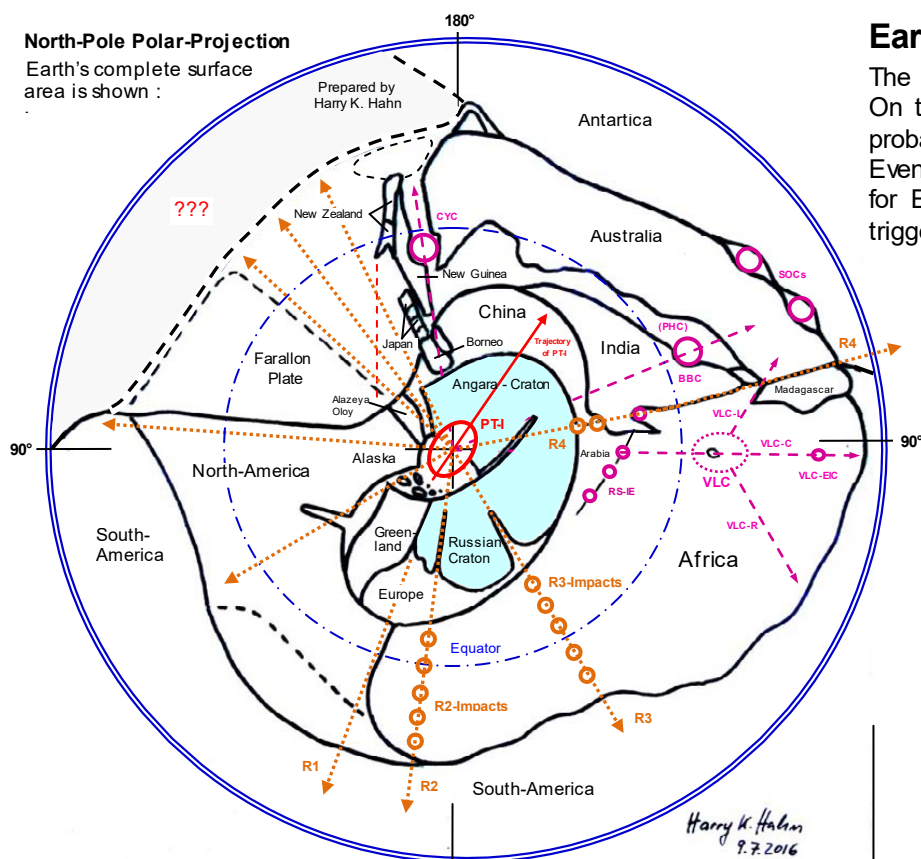 180°
North-Pole Polar-Projection
Earth's complete surface
area is shown :
:
Prepared by
Harry K. Hahn
Antartica
Ear
The
On t
proba
Even
for E
trigge
???
New Zealand
CYC
Australia
SOCs
New Guinea
China
(PHC)
R4
Japan
Borneo
Trajectory
of PT-I
India
Farallon
Plate
BBC
Angara - Craton
Madagascar
Alazeya
Oloy
PT-I
VLC-L
90°
Alaska
R4
VLC-C
90°
North-America
Arabia
VLC
VLC-EIC
RS-IE
South-
America
Green-
land
VLC-R
Russian
Craton
Africa
Europe
R3-Impacts
Equator
R2-Impacts
R3
R1
R2
South-America
Harry K. Hahn
9.7.2016